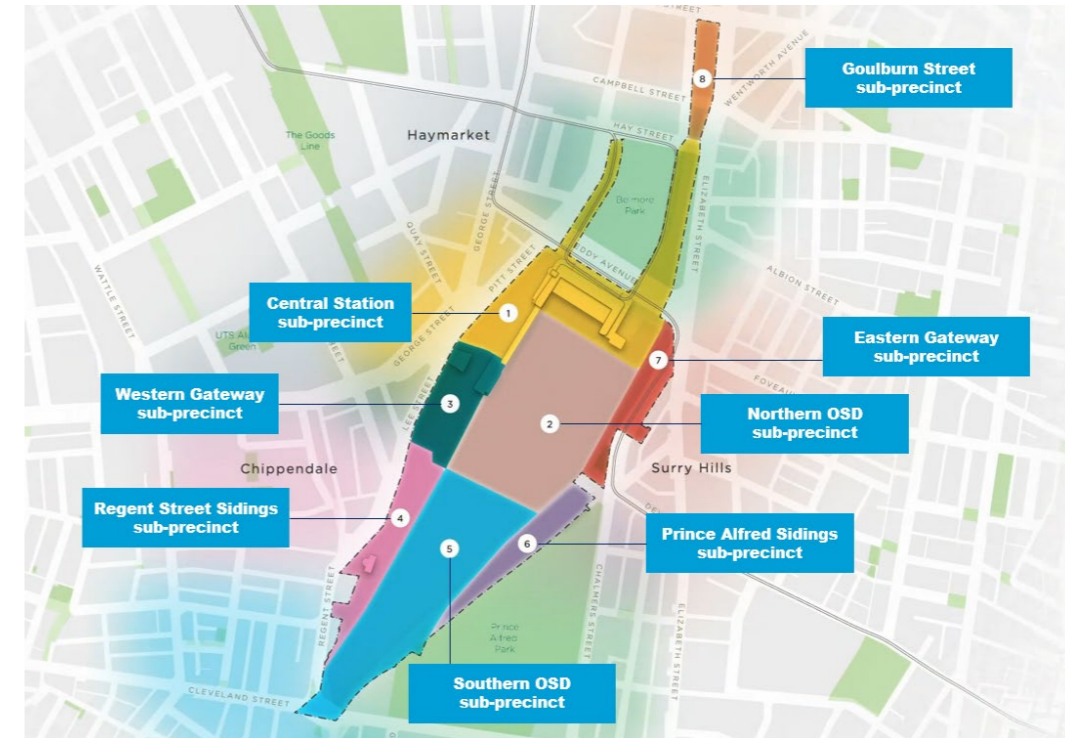 8
Goulburn Street
sub-precinct
CAMPBELL STREET
WENTWORTH AVENUE
HAY STREET
Haymarket
The Goods
Line
Belmore
Park
ELIZABETH STREET
GEORGE STREET
QUAY STREET
PITT STREET
EDDY AVENUE
ALBION STREET
WATTLE STREET
Central Station
sub-precinct
1
UTS Al
Green
GEORGE STREET
Eastern Gateway
sub-precinct
7
FOVEAU
Western Gateway
sub-precinct
LEE STREET
3
2
Northern OSD
sub-precinct
Chippendale
Surry Hills
Regent Street Sidings
sub-precinct
4
5
6
Prince Alfred Sidings
sub-precinct
REGENT STREET
CHALMERS STREET
ELIZABETH STREET
Prince
Alfred
Park
Southern OSD
sub-precinct
CLEVELAND STREET